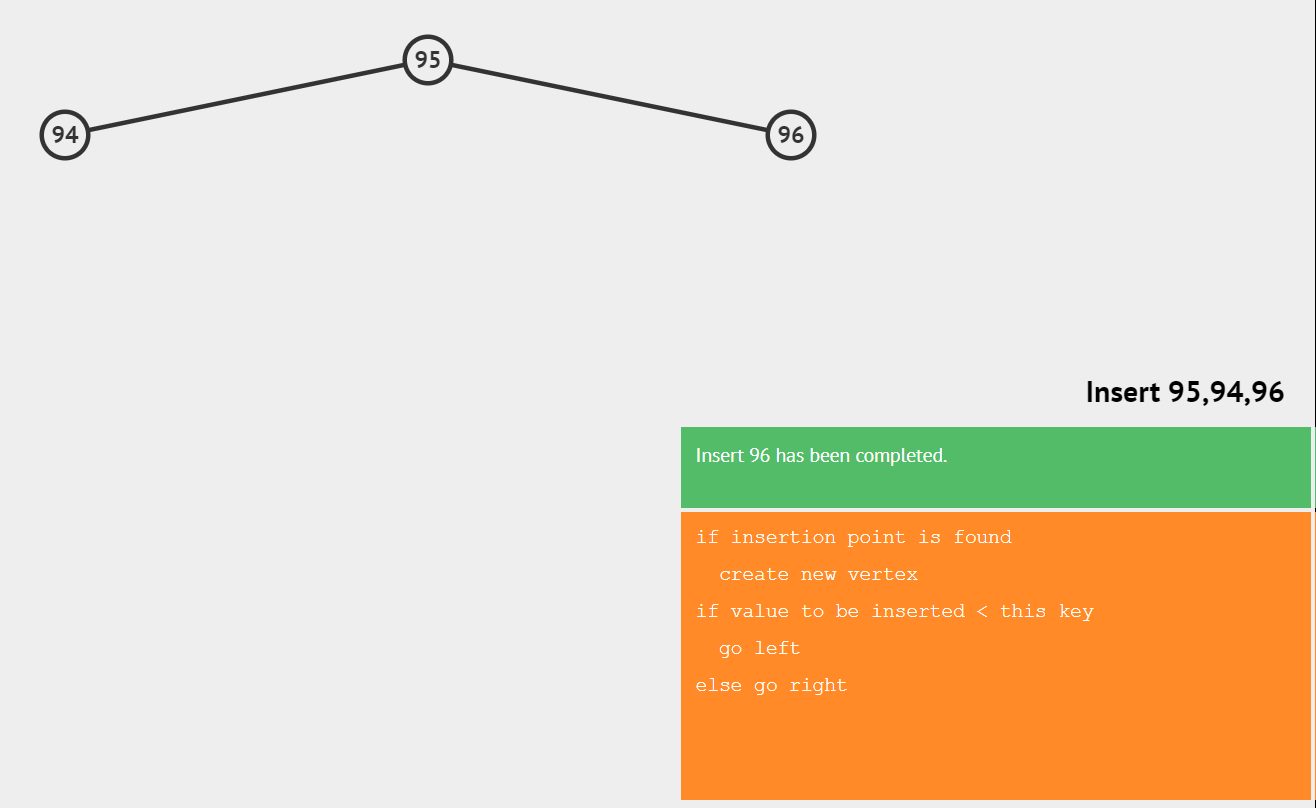 95
94
96
Insert 95,94,96
Insert 96 has been completed.
if insertion point is found
create new vertex
if value to be inserted < this key
go left
else go right